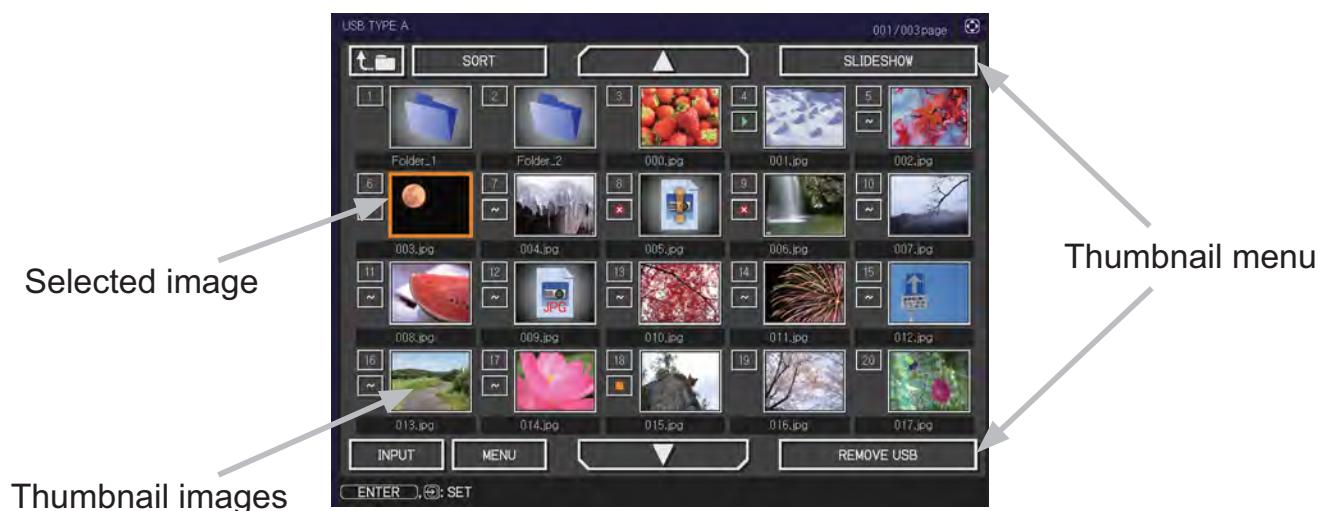 USB TYPE A
001/003page
SORT
SLIDESHOW
1
2
3
4
5
~
Folder_1
Folder_2
000.jpg
001.jpg
002.jpg
6
7
8
9
10
~
~
003.jpg
004.jpg
005.jpg
006.jpg
007.jpg
Selected image
Thumbnail menu
11
12
13
14
15
~
~
~
~
~
JPG
008.jpg
009.jpg
010.jpg
011.jpg
012.jpg
16
17
18
19
20
~
~
013.jpg
014.jpg
015.jpg
016.jpg
017.jpg
INPUT
MENU
REMOVE USB
Thumbnail images
ENTER , : SET